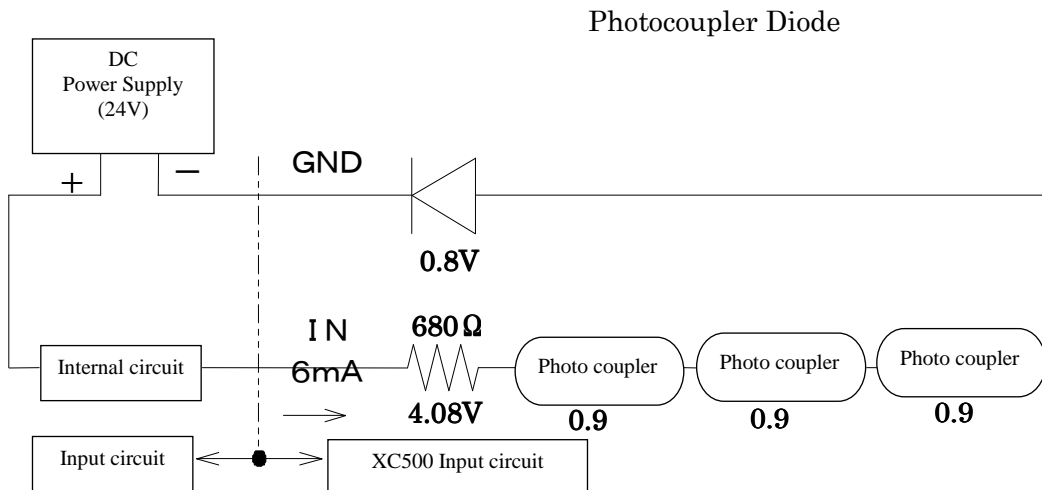 Photocoupler Diode
DC
Power Supply
(24V)
+
−
GND
0.8V
IN
6mA
680Ω
4.08V
Internal circuit
Photo coupler
0.9
Photo coupler
0.9
Photo coupler
0.9
Input circuit
XC500 Input circuit